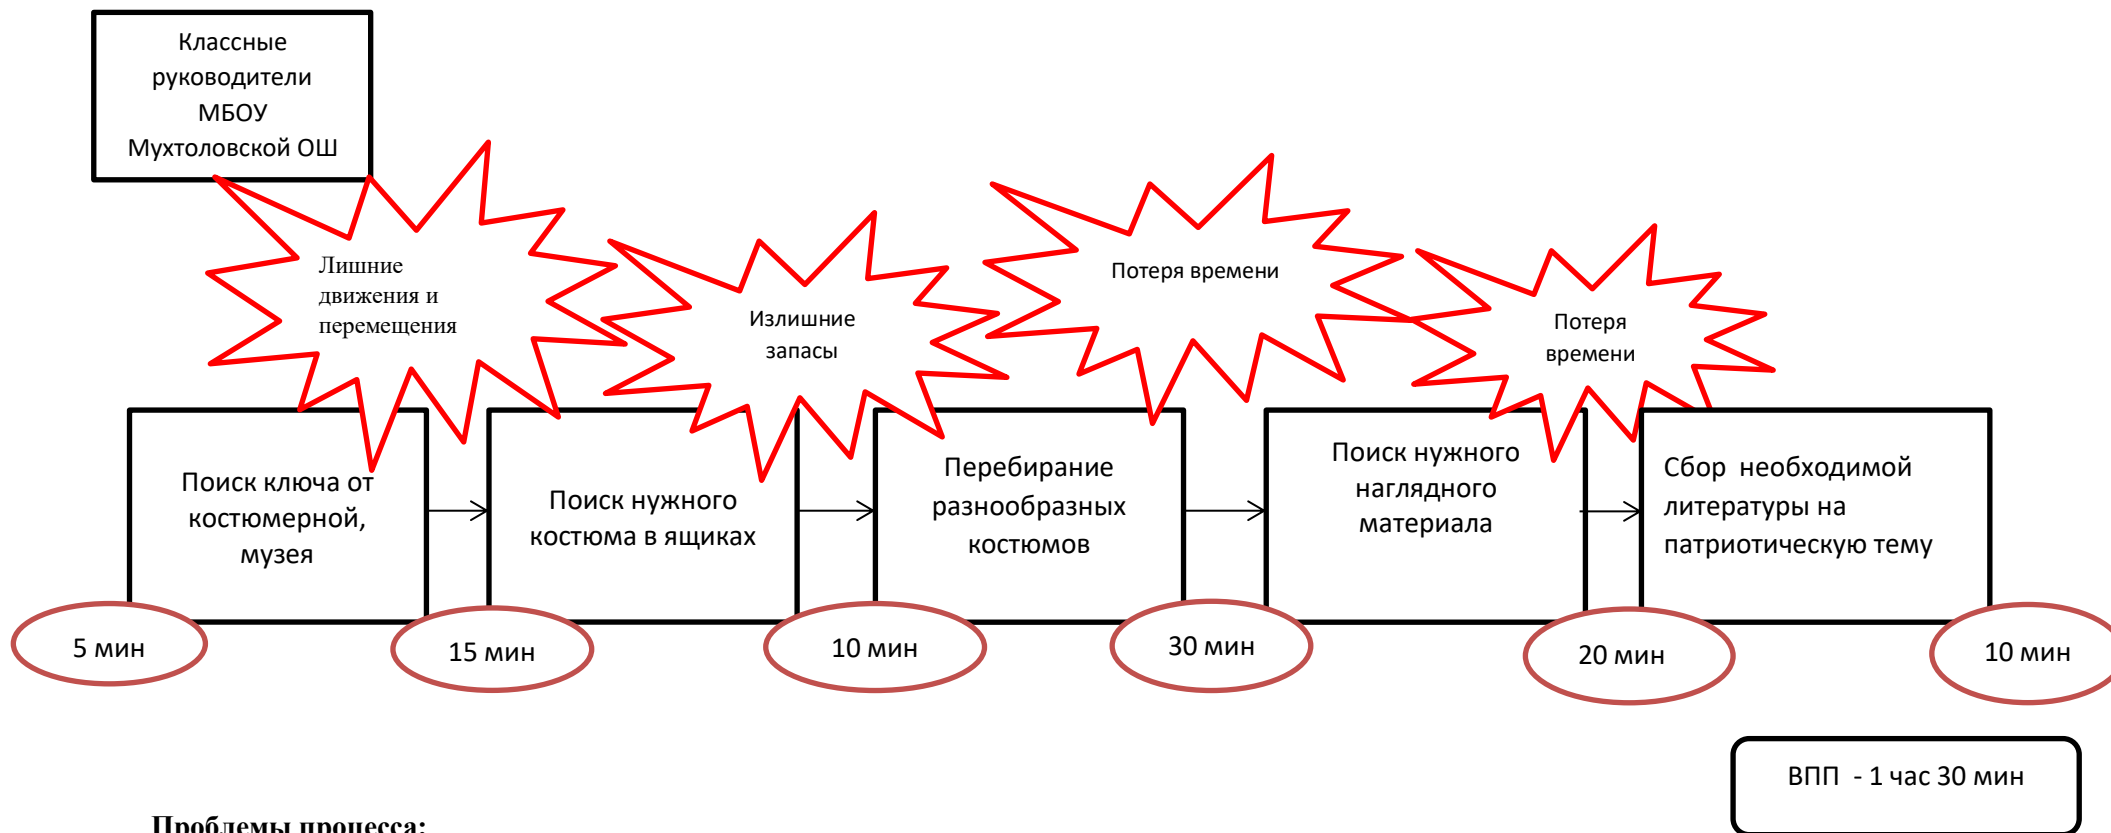 Классные
руководители
МБОУ
Мухтоловской ОШ
Лишние
движения и
перемещения
Излишние
запасы
Потеря времени
Потеря
времени
Поиск ключа от
костюмерной,
музея
Поиск нужного
костюма в ящиках
Перебирание
разнообразных
костюмов
Поиск нужного
наглядного
материала
Сбор необходимой
литературы на
патриотическую тему
5 мин
15 мин
10 мин
30 мин
20 мин
10 мин
ВПП - 1 час 30 мин
Проблемы процесса: